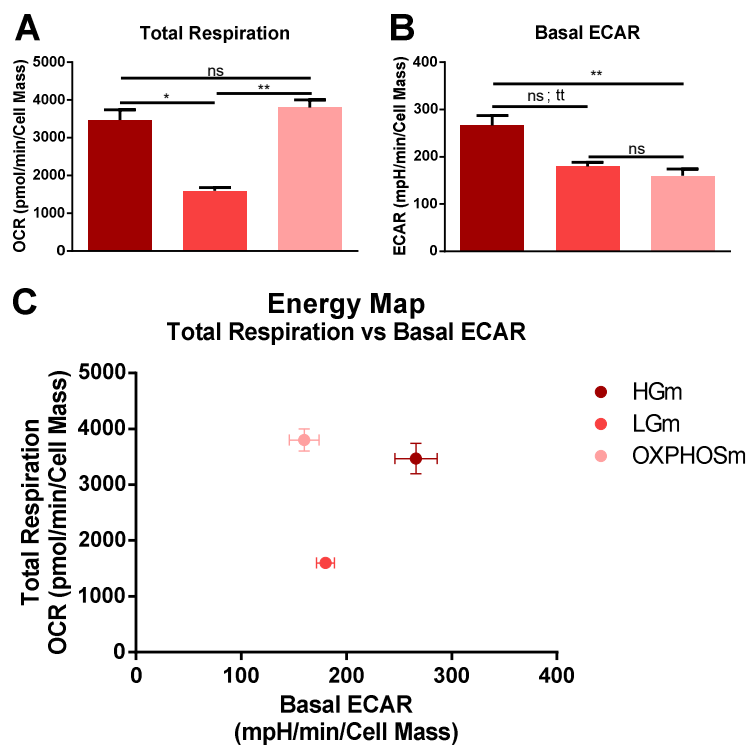 A
Total Respiration
OCR (pmol/min/Cell Mass)
5000
4000
3000
2000
1000
0
ns
*
**
B
Basal ECAR
ECAR (mpH/min/Cell Mass)
400
300
200
100
0
**
ns ; tt
ns
C
Energy Map
Total Respiration vs Basal ECAR
Total Respiration
OCR (pmol/min/Cell Mass)
5000
4000
3000
2000
1000
0
0 100 200 300 400
Basal ECAR
(mpH/min/Cell Mass)
HGm
LGm
OXPHOSm